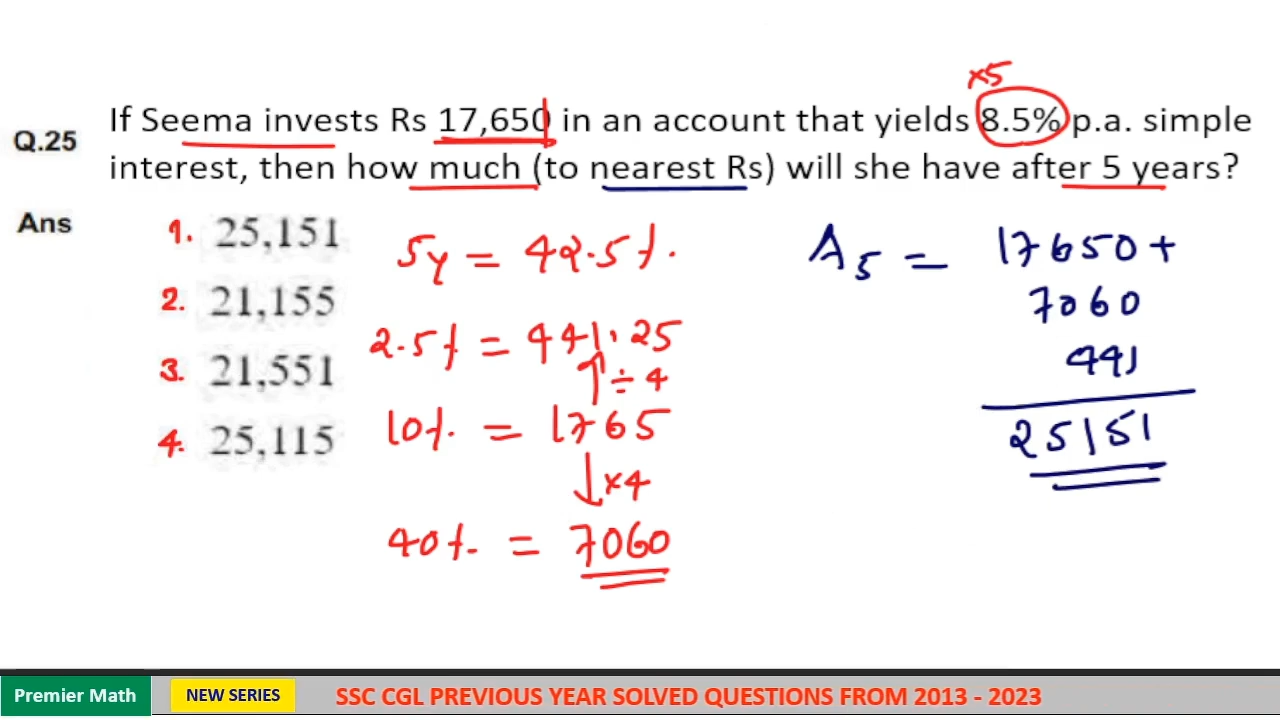 ×5
Q.25
If Seema invests Rs 17,650 in an account that yields 8.5% p.a. simple
interest, then how much (to nearest Rs) will she have after 5 years?
Ans
1. 25,151
2. 21,155
3. 21,551
4. 25,115
5y = 42.5%.
2.5% = 441.25
÷ 4
10%. = 1765
×4
40%. = 7060
A5 = 17650 +
7060
441
25151
Premier Math
NEW SERIES
SSC CGL PREVIOUS YEAR SOLVED QUESTIONS FROM 2013 - 2023